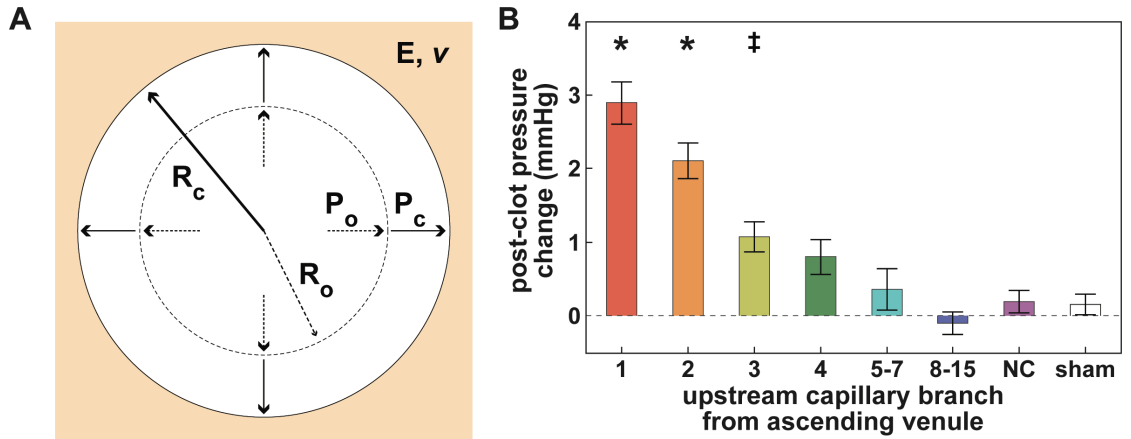 A
E, v
R_c
P_o
P_c
R_o
B
post-clot pressure
change (mmHg)
4
3
2
1
0
*
*
‡
1
2
3
4
5-7
8-15
NC
sham
upstream capillary branch
from ascending venule